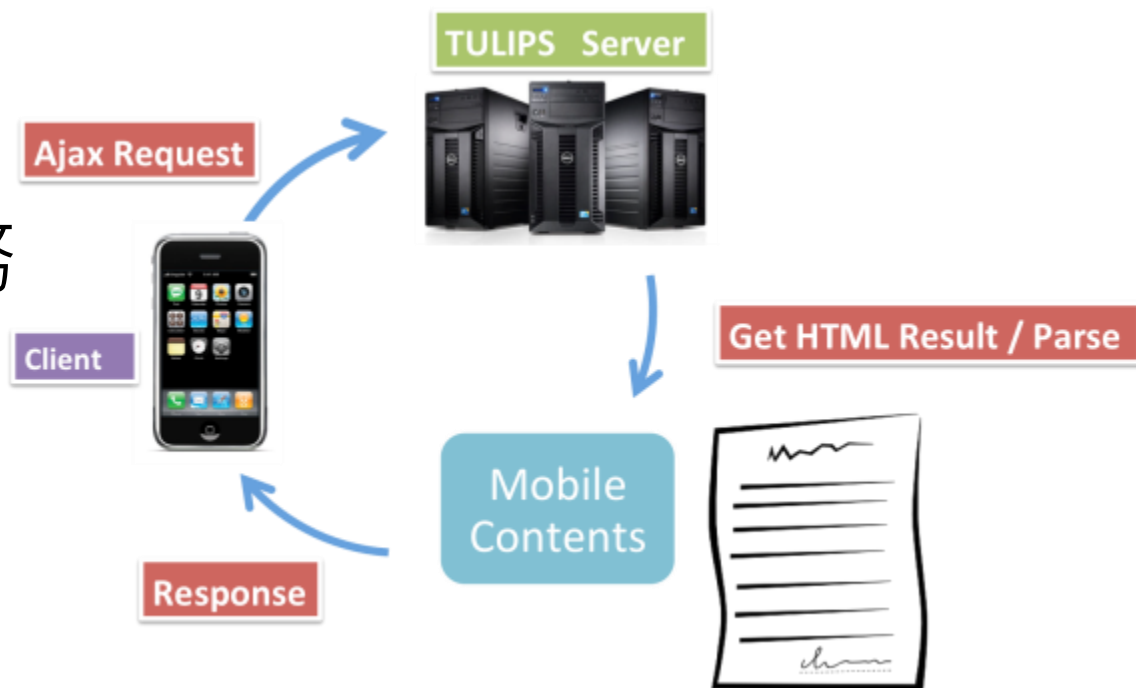 TULIPS Server
Ajax Request
Client
Get HTML Result / Parse
Mobile
Contents
Response